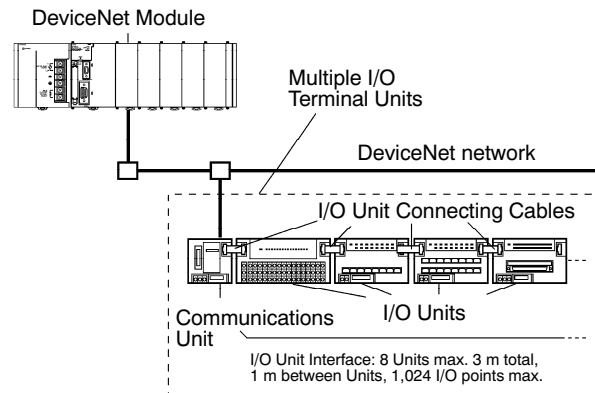 DeviceNet Module
Multiple I/O
Terminal Units
DeviceNet network
I/O Unit Connecting Cables
Communications
Unit
I/O Units
I/O Unit Interface: 8 Units max. 3 m total,
1 m between Units, 1,024 I/O points max.